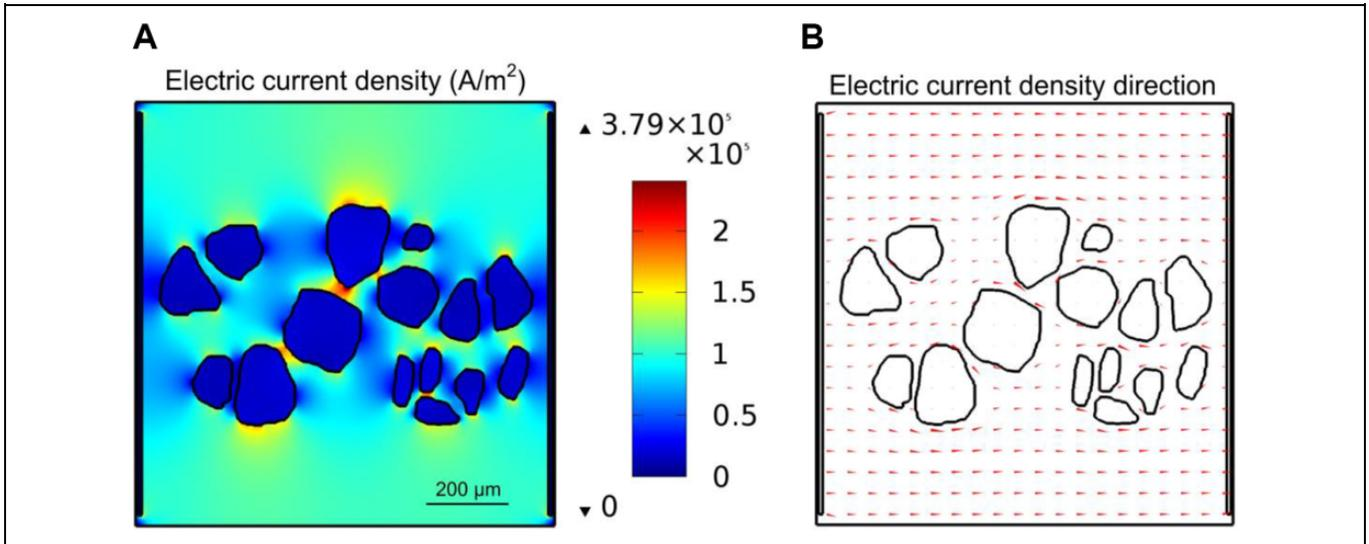 A
B
Electric current density (A/m²)
Electric current density direction
▲ 3.79×10⁵
×10⁵
2
1.5
1
0.5
0
▼ 0
200 µm